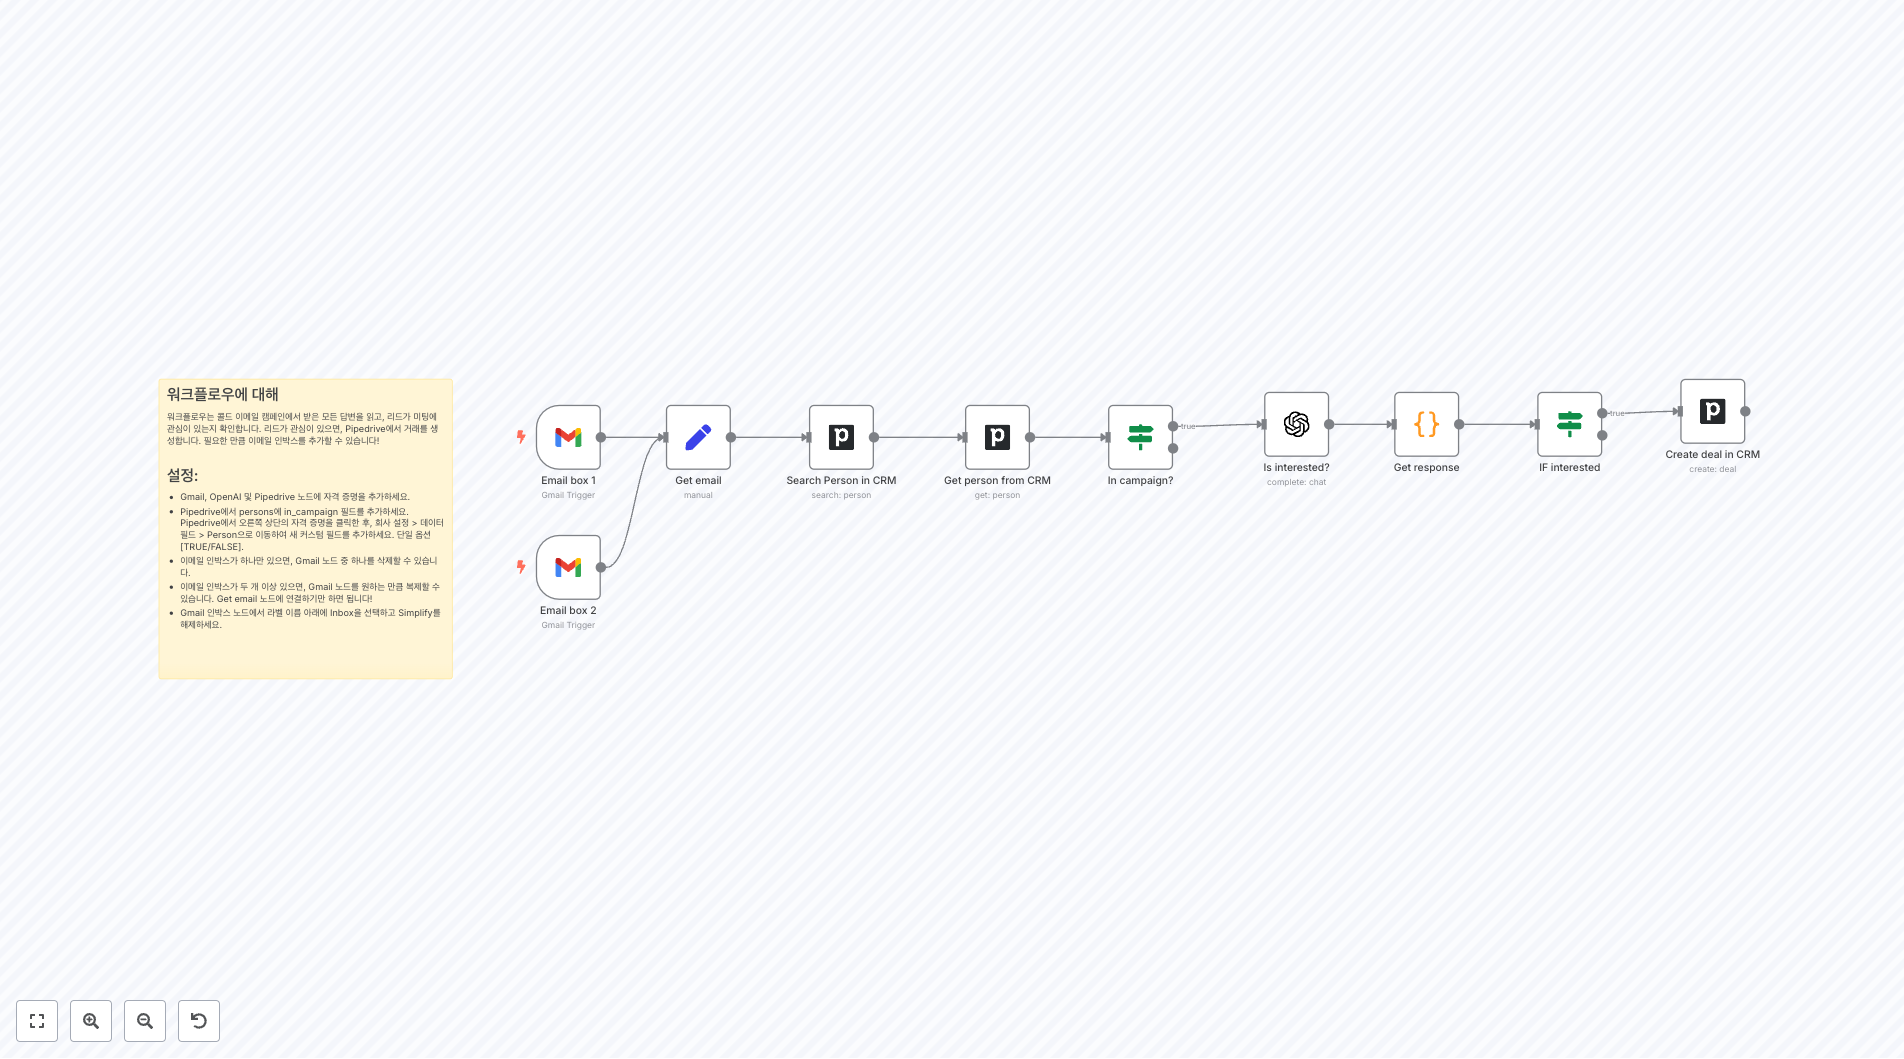 워크플로우에 대해
워크플로우는 콜드 이메일 캠페인에서 받은 모든 답변을 읽고, 리드가 미팅에
관심이 있는지 확인합니다. 리드가 관심이 있으면, Pipedrive에서 거래를 생
성합니다. 필요한 만큼 이메일 인박스를 추가할 수 있습니다!
설정:
• Gmail, OpenAI 및 Pipedrive 노드에 자격 증명을 추가하세요.
• Pipedrive에서 persons에 in_campaign 필드를 추가하세요.
Pipedrive에서 오른쪽 상단의 자격 증명을 클릭한 후, 회사 설정 > 데이터
필드 > Person으로 이동하여 새 커스텀 필드를 추가하세요. 단일 옵션
[TRUE/FALSE].
• 이메일 인박스가 하나만 있으면, Gmail 노드 중 하나를 삭제할 수 있습니
다.
• 이메일 인박스가 두 개 이상 있으면, Gmail 노드를 원하는 만큼 복제할 수
있습니다. Get email 노드에 연결하기만 하면 됩니다!
• Gmail 인박스 노드에서 라벨 이름 아래에 Inbox을 선택하고 Simplify를
해제하세요.
Email box 1
Gmail Trigger
Email box 2
Gmail Trigger
Get email
manual
Search Person in CRM
search: person
Get person from CRM
get: person
In campaign?
true
Is interested?
complete: chat
Get response
IF interested
true
Create deal in CRM
create: deal